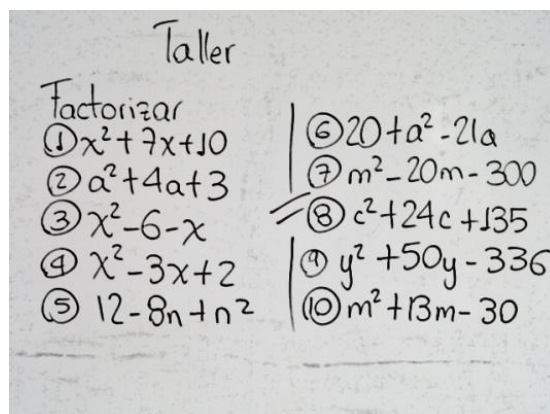 Taller
Factorizar
① x²+7x+10
② a²+4a+3
③ x²-6-x
④ x²-3x+2
⑤ 12-8n+n²
⑥ 20+a²-21a
⑦ m²-20m-300
⑧ c²+24c+135
⑨ y²+50y-336
⑩ m²+13m-30